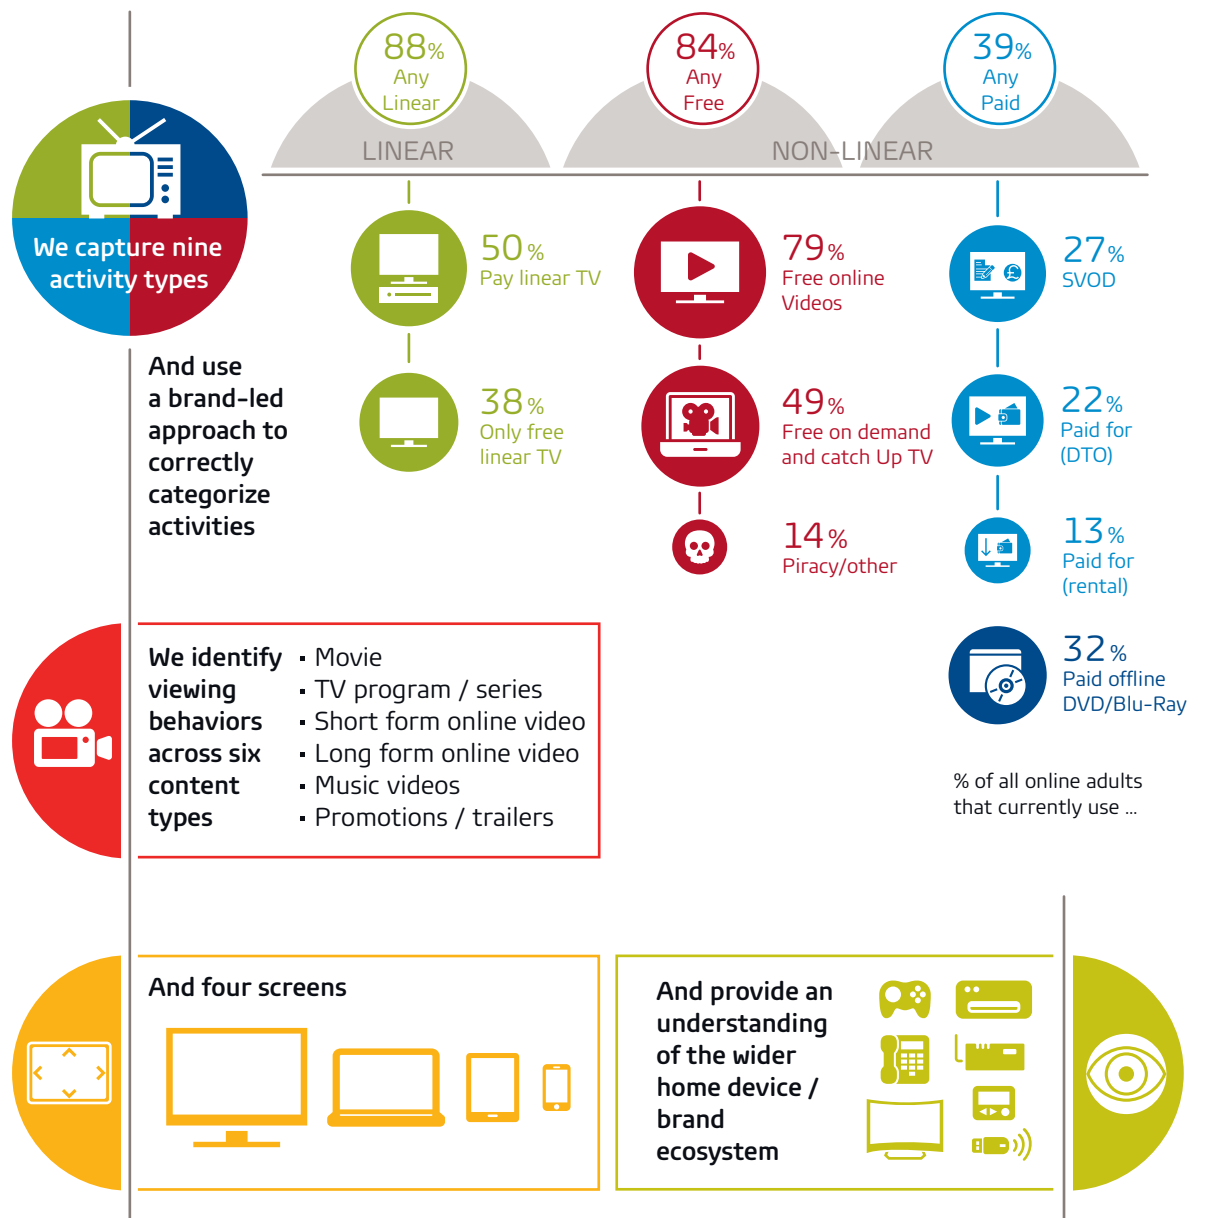 88%
Any
Linear
84%
Any
Free
39%
Any
Paid
LINEAR
NON-LINEAR
We capture nine
activity types
50%
Pay linear TV
38%
Only free
linear TV
79%
Free online
Videos
49%
Free on demand
and catch Up TV
14%
Piracy/other
27%
SVOD
22%
Paid for
(DTO)
13%
Paid for
(rental)
32%
Paid offline
DVD/Blu-Ray
% of all online adults
that currently use ...
And use
a brand-led
approach to
correctly
categorize
activities
We identify
viewing
behaviors
across six
content
types
▪ Movie
▪ TV program / series
▪ Short form online video
▪ Long form online video
▪ Music videos
▪ Promotions / trailers
And four screens
And provide an
understanding
of the wider
home device /
brand
ecosystem